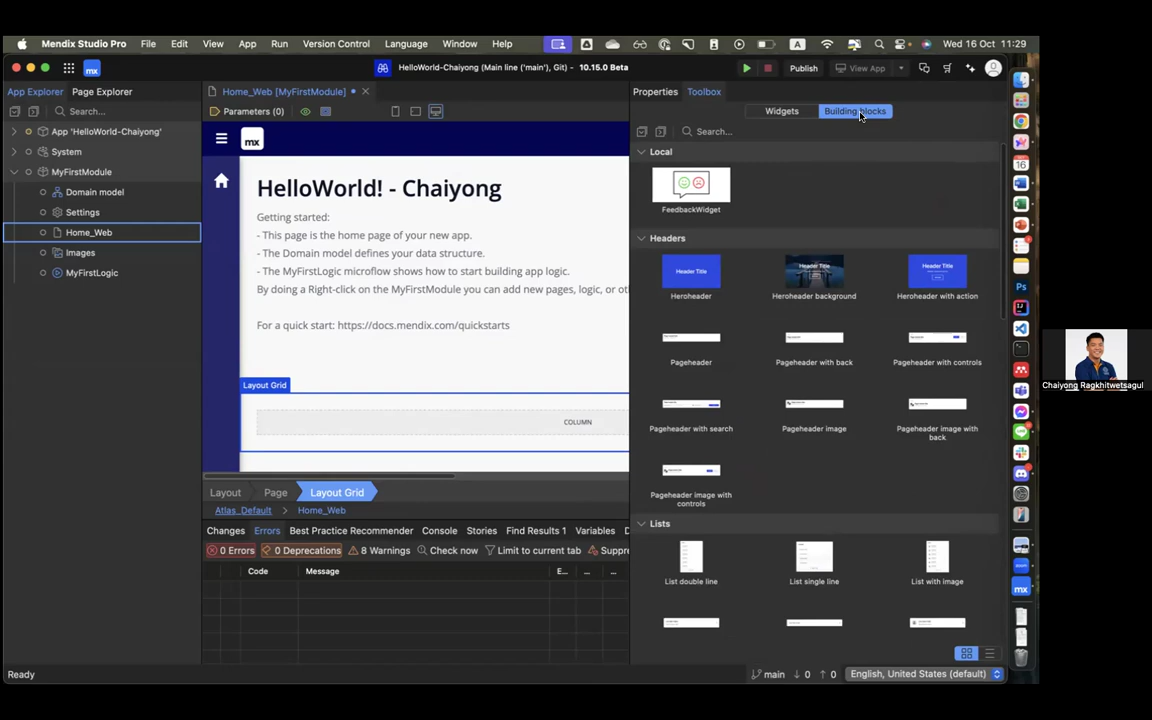 Mendix Studio Pro File Edit View App Run Version Control Language Window Help A Wed 16 Oct 11:29
mx HelloWorld-Chaiyong (Main line ('main'), Git) - 10.15.0 Beta Publish View App
App Explorer Page Explorer Home_Web [MyFirstModule] Properties Toolbox
Search... Parameters (0) Widgets Building blocks
App 'HelloWorld-Chaiyong' Search...
System mx Local
MyFirstModule
Domain model HelloWorld! - Chaiyong
Settings Getting started: FeedbackWidget
Home_Web - This page is the home page of your new app. Headers
Images - The Domain model defines your data structure.
MyFirstLogic - The MyFirstLogic microflow shows how to start building app logic. Header Title Header Title Header Title
By doing a Right-click on the MyFirstModule you can add new pages, logic, or oth Heroheader Heroheader background Heroheader with action
For a quick start: https://docs.mendix.com/quickstarts
Pageheader Pageheader with back Pageheader with controls
Layout Grid
COLUMN Pageheader with search Pageheader image Pageheader image with back
Chaiyong Ragkhitwetsagul
Layout Page Layout Grid Pageheader image with controls
Atlas_Default > Home_Web
Changes Errors Best Practice Recommender Console Stories Find Results 1 Variables D Lists
0 Errors 0 Deprecations 8 Warnings Check now Limit to current tab Suppre
Code Message E... ... ... List double line List single line List with image
Ready main 0 0 English, United States (default)